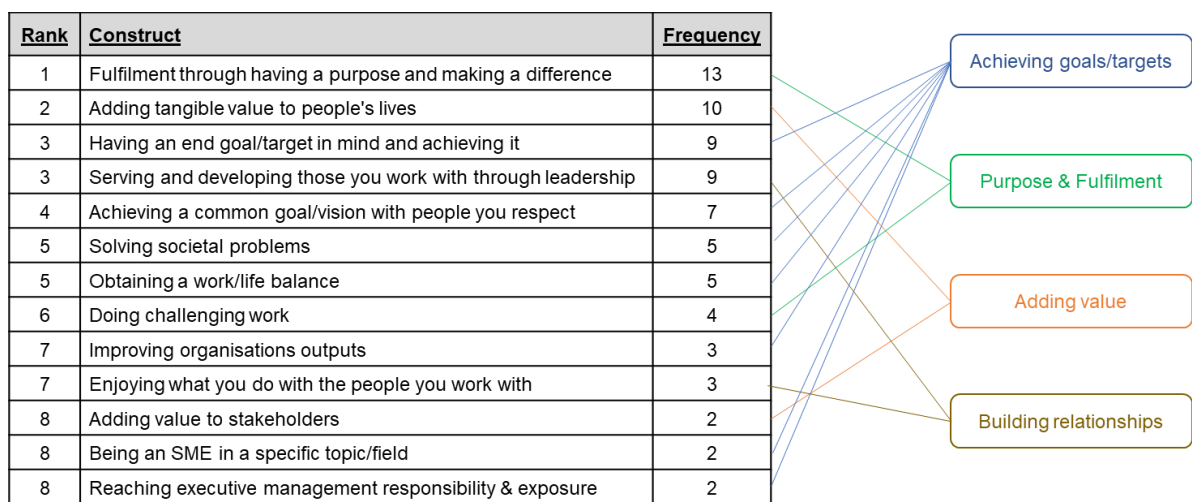 Rank Construct Frequency
1 Fulfilment through having a purpose and making a difference 13
2 Adding tangible value to people's lives 10
3 Having an end goal/target in mind and achieving it 9
3 Serving and developing those you work with through leadership 9
4 Achieving a common goal/vision with people you respect 7
5 Solving societal problems 5
5 Obtaining a work/life balance 5
6 Doing challenging work 4
7 Improving organisations outputs 3
7 Enjoying what you do with the people you work with 3
8 Adding value to stakeholders 2
8 Being an SME in a specific topic/field 2
8 Reaching executive management responsibility & exposure 2
Achieving goals/targets
Purpose & Fulfilment
Adding value
Building relationships